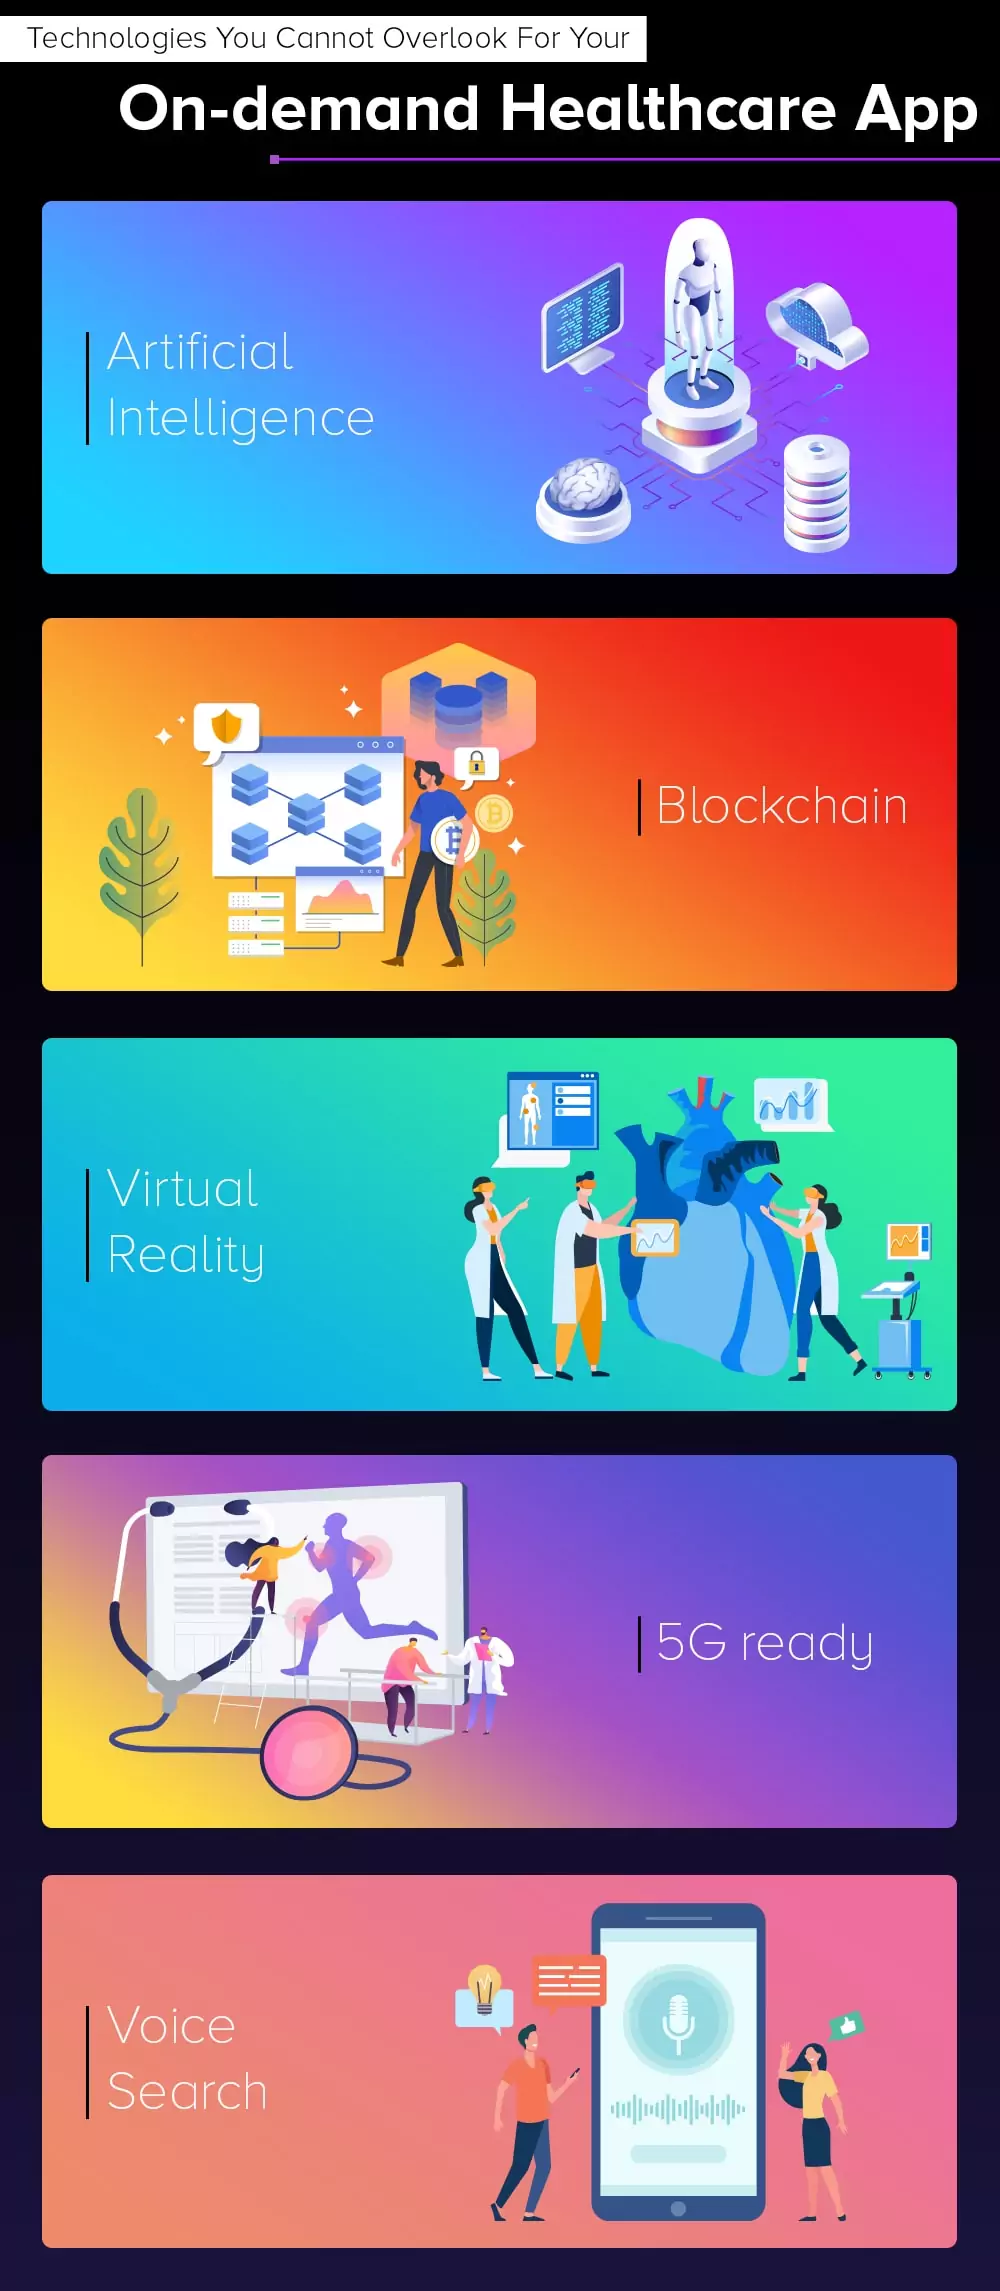 Technologies You Cannot Overlook For Your
On-demand Healthcare App
Artificial
Intelligence
Blockchain
Virtual
Reality
5G ready
Voice
Search